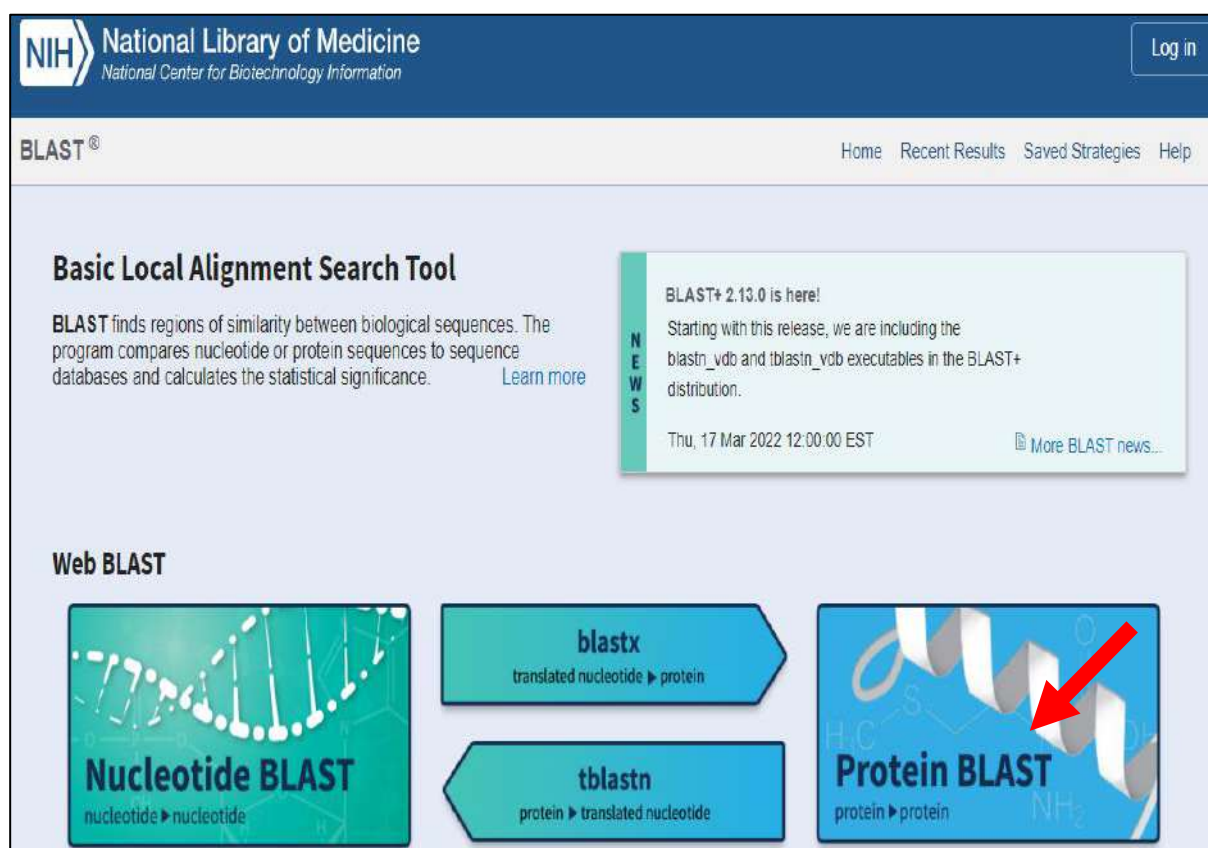 NIH National Library of Medicine
National Center for Biotechnology Information
Log in
BLAST ®
Home Recent Results Saved Strategies Help
Basic Local Alignment Search Tool
BLAST finds regions of similarity between biological sequences. The
program compares nucleotide or protein sequences to sequence
databases and calculates the statistical significance. Learn more
NEWS
BLAST+ 2.13.0 is here!
Starting with this release, we are including the
blastn_vdb and tblastn_vdb executables in the BLAST+
distribution.
Thu, 17 Mar 2022 12:00:00 EST
More BLAST news...
Web BLAST
Nucleotide BLAST
nucleotide ▶ nucleotide
blastx
translated nucleotide ▶ protein
tblastn
protein ▶ translated nucleotide
Protein BLAST
protein ▶ protein
H₃C
S
O
NH₂